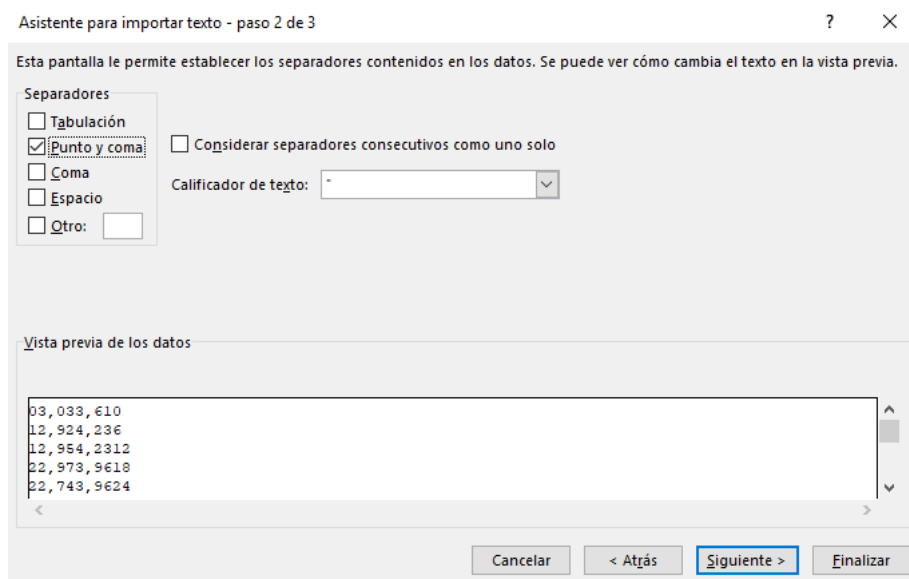 Asistente para importar texto - paso 2 de 3
Esta pantalla le permite establecer los separadores contenidos en los datos. Se puede ver cómo cambia el texto en la vista previa.
Separadores
Tabulación
Punto y coma
Coma
Espacio
Otro:
Considerar separadores consecutivos como uno solo
Calificador de texto: "
Vista previa de los datos
03,033,610
12,924,236
12,954,2312
22,973,9618
22,743,9624
Cancelar < Atrás Siguiente > Finalizar